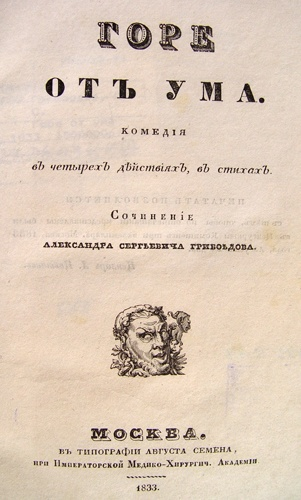 ГОРЕ
ОТЪ УМА.
КОМЕДІЯ
въ четырехъ дѣйствіяхъ, въ стихахъ.
Сочиненіе
Александра Сергѣевича Грибоѣдова.
МОСКВА.
Въ типографіи Августа Семена,
при Императорской Медико-Хирургич. Академіи
1833.